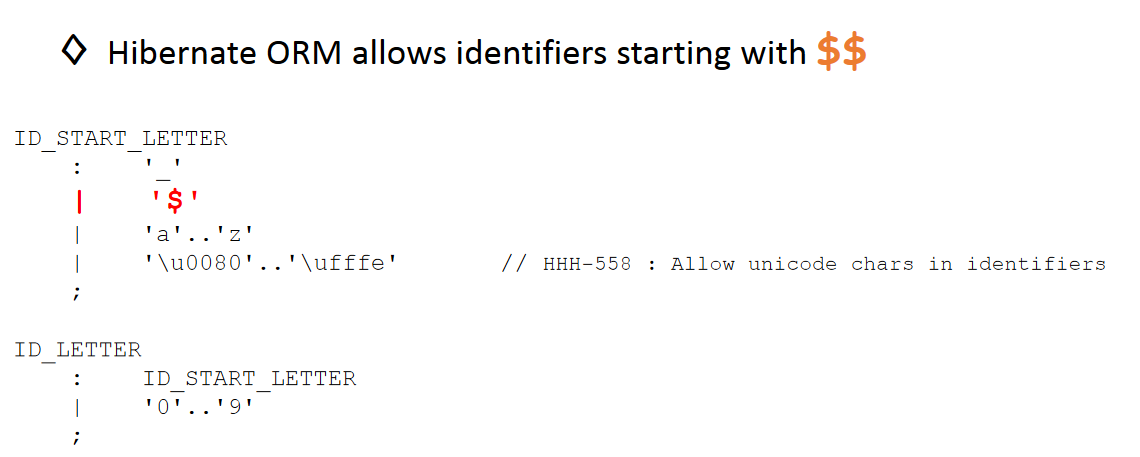 ◊ Hibernate ORM allows identifiers starting with $$
ID_START_LETTER
: '_'
| '$'
| 'a'..'z'
| '\u0080'..'\ufffe' // HHH-558 : Allow unicode chars in identifiers
;
ID_LETTER
: ID_START_LETTER
| '0'..'9'
;